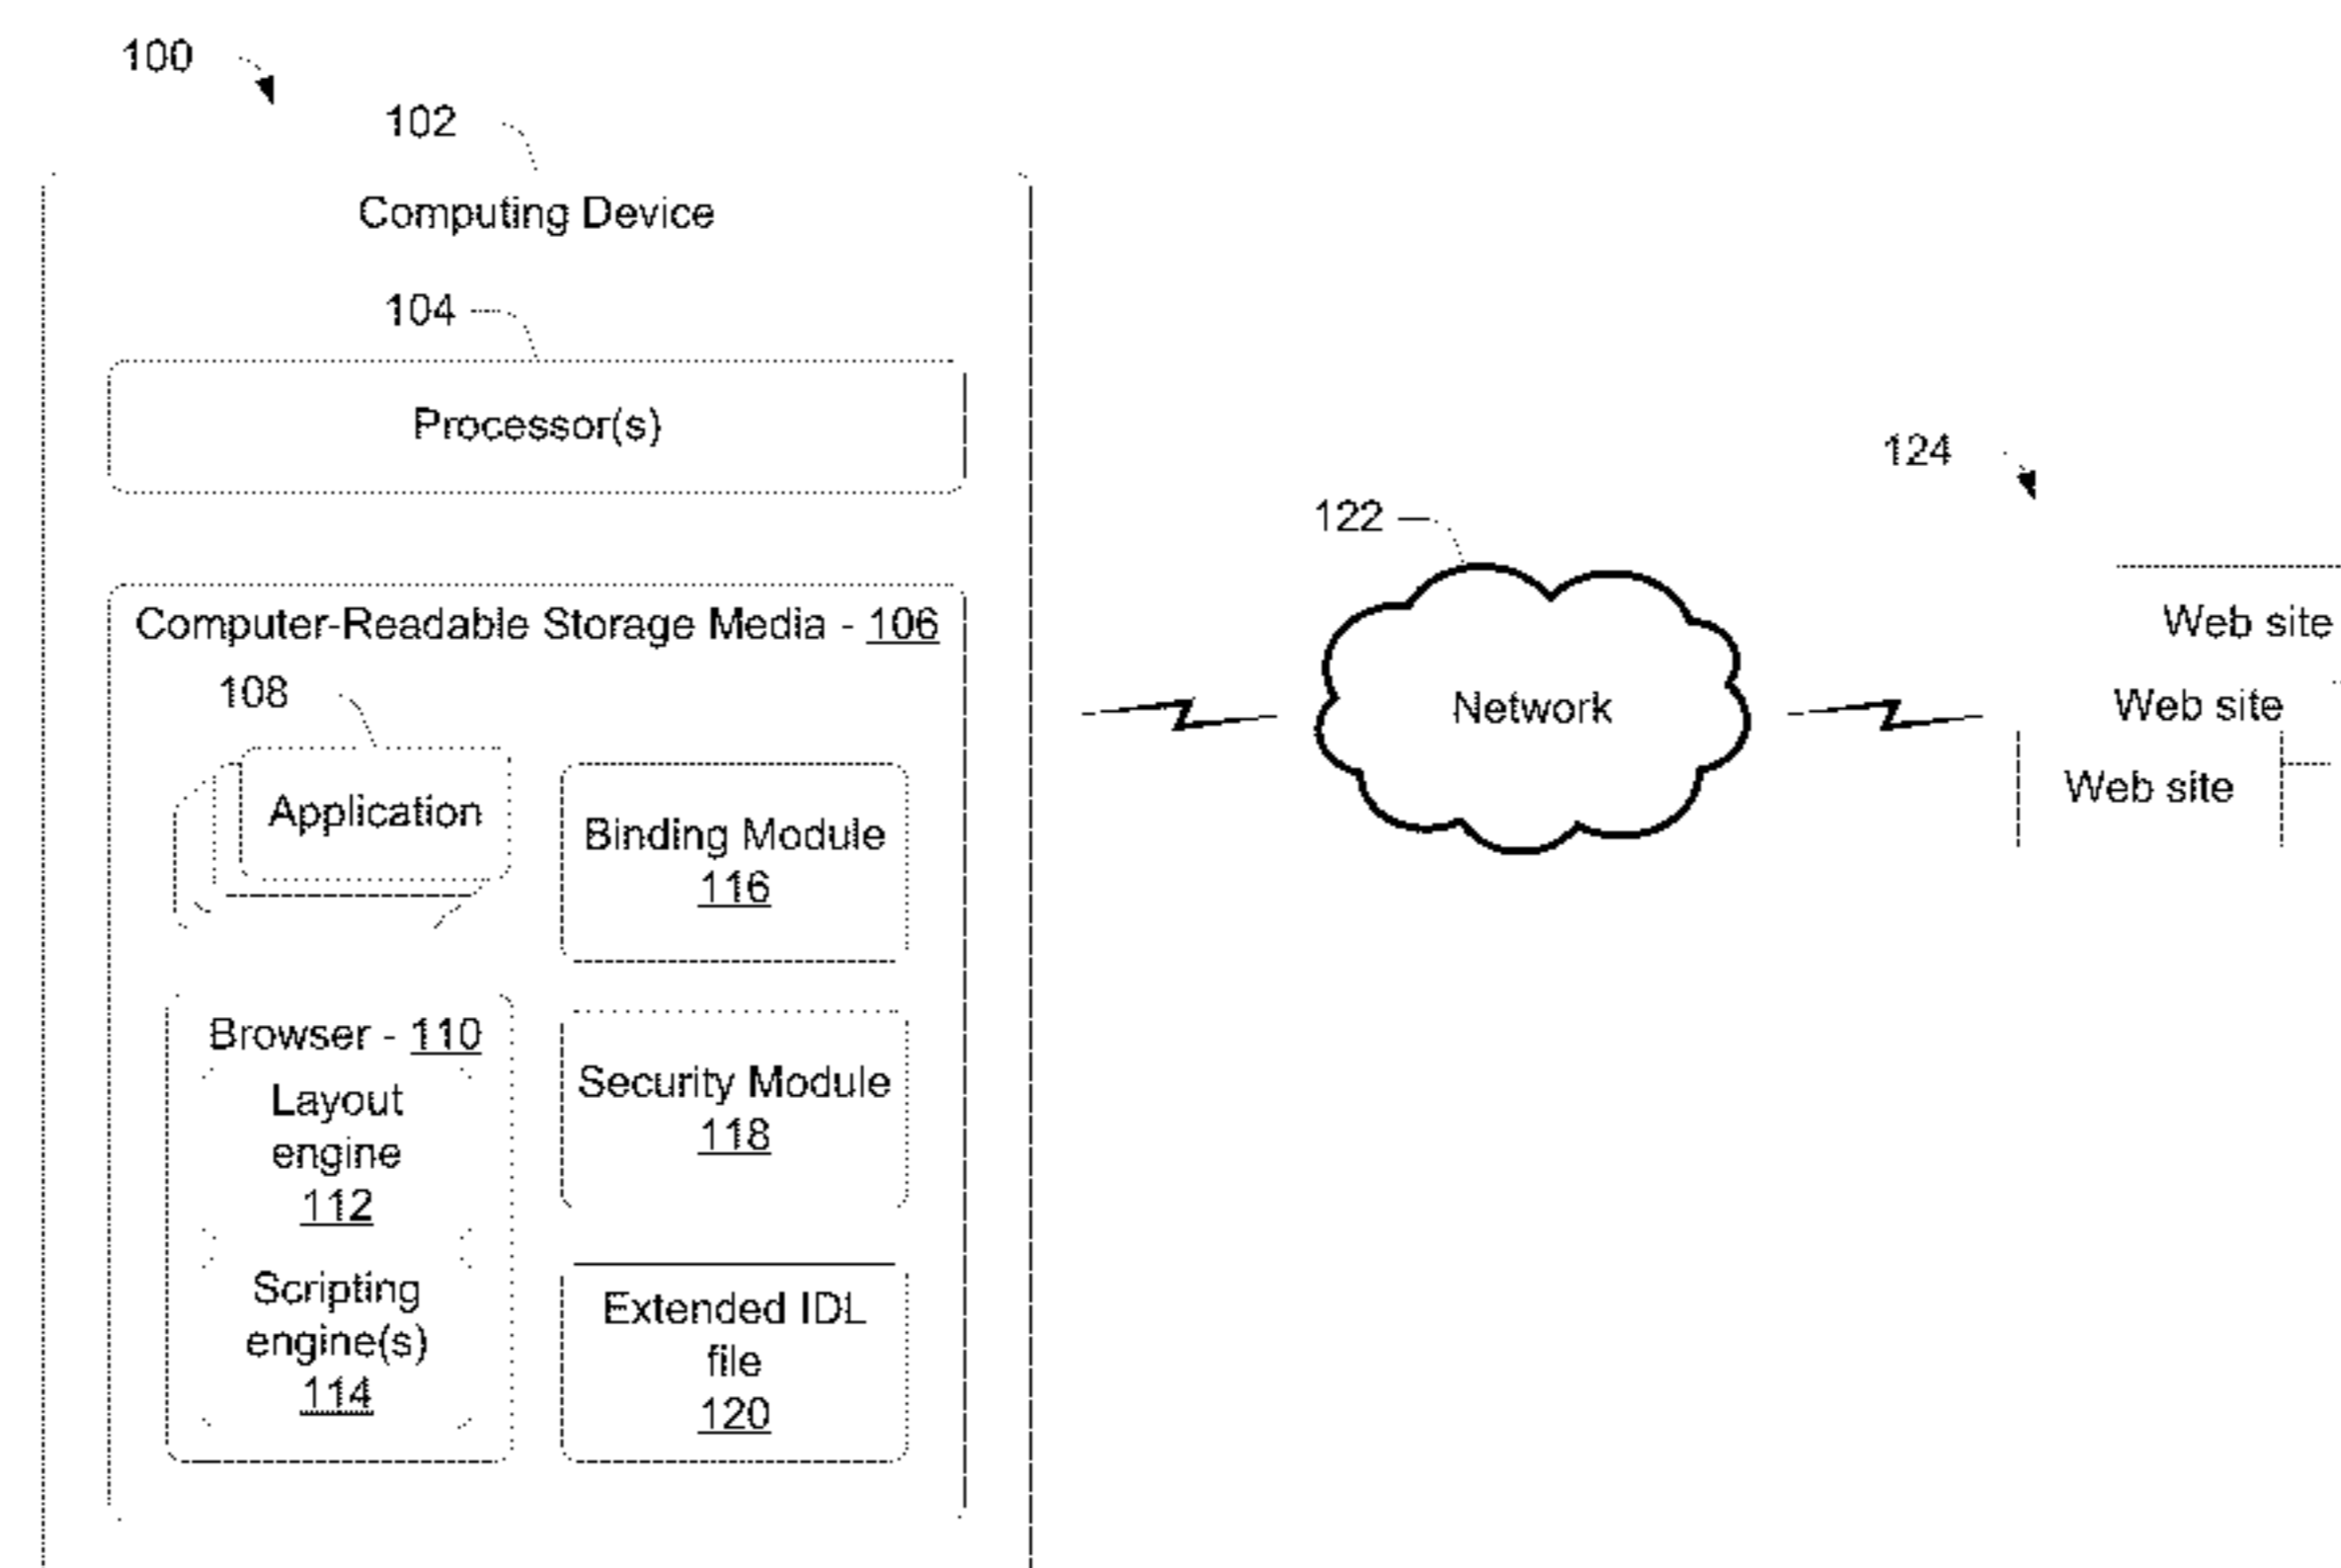 100
102
Computing Device
104
Processor(s)
Computer-Readable Storage Media - 106
108
Application
Binding Module
116
Browser - 110
Layout
engine
112
Scripting
engine(s)
114
Security Module
118
Extended IDL
file
120
122
Network
124
Web site
Web site
Web site